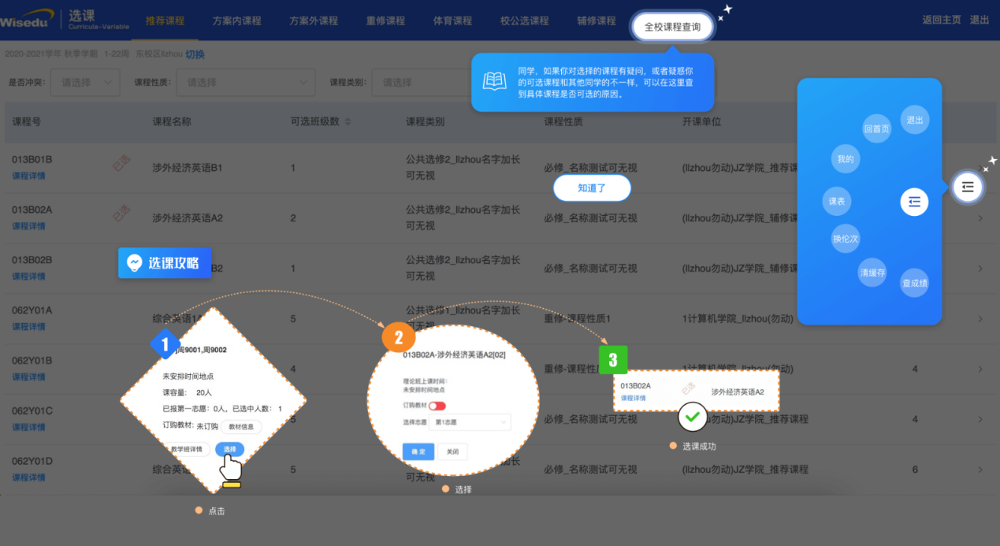 Wisedu 选课
Curricula-Variable
推荐课程 方案内课程 方案外课程 重修课程 体育课程 校公选课程 辅修课程 全校课程查询 返回主页 退出
2020-2021学年 秋季学期 1-22周 东校区llzhou 切换
是否冲突: 请选择 课程性质: 请选择 课程类别: 请选择
同学，如果你对选择的课程有疑问，或者疑惑你
的可选课程和其他同学的不一样，可以在这里查
到具体课程是否可选的原因。
知道了
退出
回首页
我的
课表
换伦次
清缓存
查成绩
课程号 课程名称 可选班级数 课程类别 课程性质 开课单位
013B01B 已选 涉外经济英语B1 1 公共选修2_llzhou名字加长 必修_名称测试可无视 (llzhou勿动)JZ学院_推荐课
课程详情 可无视
013B02A 已选 涉外经济英语A2 2 公共选修2_llzhou名字加长 必修_名称测试可无视 (llzhou勿动)JZ学院_辅修课
课程详情 可无视
013B02B B2 1 公共选修2_llzhou名字加长 必修_名称测试可无视 (llzhou勿动)JZ学院_辅修课
课程详情 可无视
选课攻略
062Y01A 综合英语1A 5 公共选修1_llzhou名字加长 重修-课程性质1 1计算机学院_llzhou(勿动)
课程详情 可无视
062Y01B 4 重修-课程性质 1计算机学院_llzhou(勿动) 4
课程详情
062Y01C 5 勿动)JZ学院_推荐课程 4
课程详情
062Y01D 综合英语 5 加长 必修_名称测试可无视 (llzhou勿动)JZ学院_推荐课程 6
课程详情 可无视
1
周9001,周9002
未安排时间地点
课容量: 20人
已报第一志愿: 0人, 已选中人数: 1
订购教材: 未订购 教材信息
教学班详情 选择
点击
2
013B02A-涉外经济英语A2[02]
理论班上课时间:
未安排时间地点
订购教材
选择志愿 第1志愿
确 定 关闭
选择
3
013B02A 已选 涉外经济英语A2
课程详情
选课成功